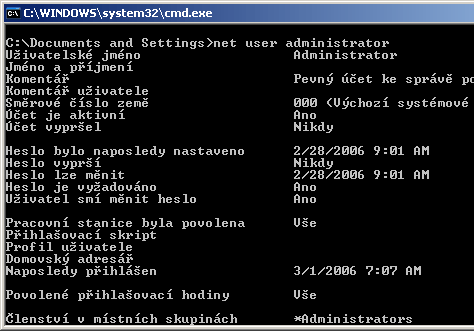 C:\WINDOWS\system32\cmd.exe
C:\Documents and Settings>net user administrator
Uživatelské jméno Administrator
Jméno a příjmení
Komentář Pevný účet ke správě po
Komentář uživatele
Směrové číslo země 000 (Výchozí systémové
Účet je aktivní Ano
Účet vypršel Nikdy
Heslo bylo naposledy nastaveno 2/28/2006 9:01 AM
Heslo vyprší Nikdy
Heslo lze měnit 2/28/2006 9:01 AM
Heslo je vyžadováno Ano
Uživatel smí měnit heslo Ano
Pracovní stanice byla povolena Vše
Přihlašovací skript
Profil uživatele
Domovský adresář
Naposledy přihlášen 3/1/2006 7:07 AM
Povolené přihlašovací hodiny Vše
Členství v místních skupinách *Administrators